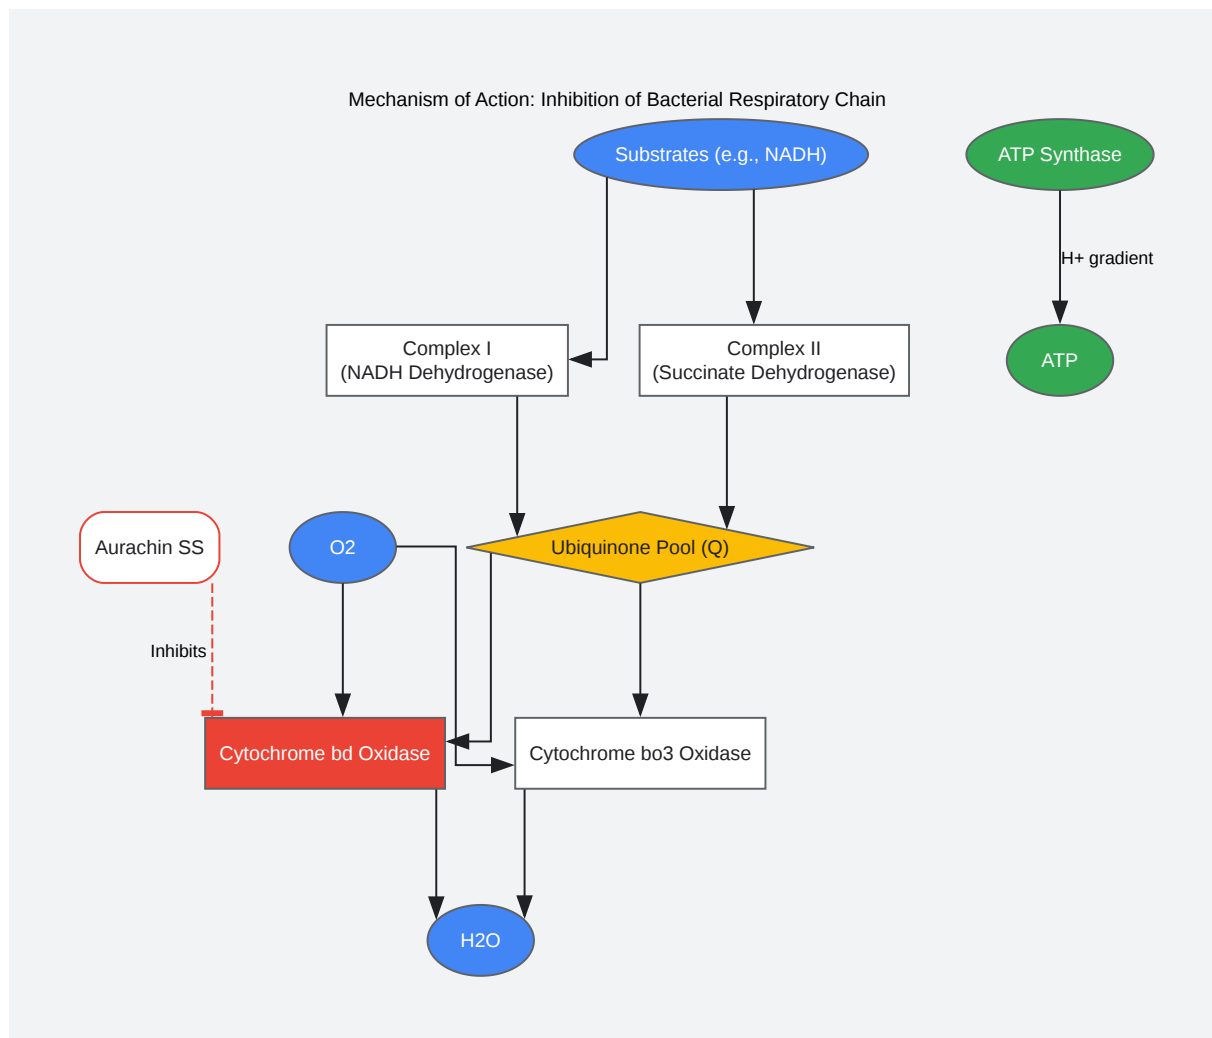 Mechanism of Action: Inhibition of Bacterial Respiratory Chain
Substrates (e.g., NADH)
ATP Synthase
H+ gradient
Complex I
(NADH Dehydrogenase)
Complex II
(Succinate Dehydrogenase)
ATP
Aurachin SS
O2
Ubiquinone Pool (Q)
Inhibits
Cytochrome bd Oxidase
Cytochrome bo3 Oxidase
H2O